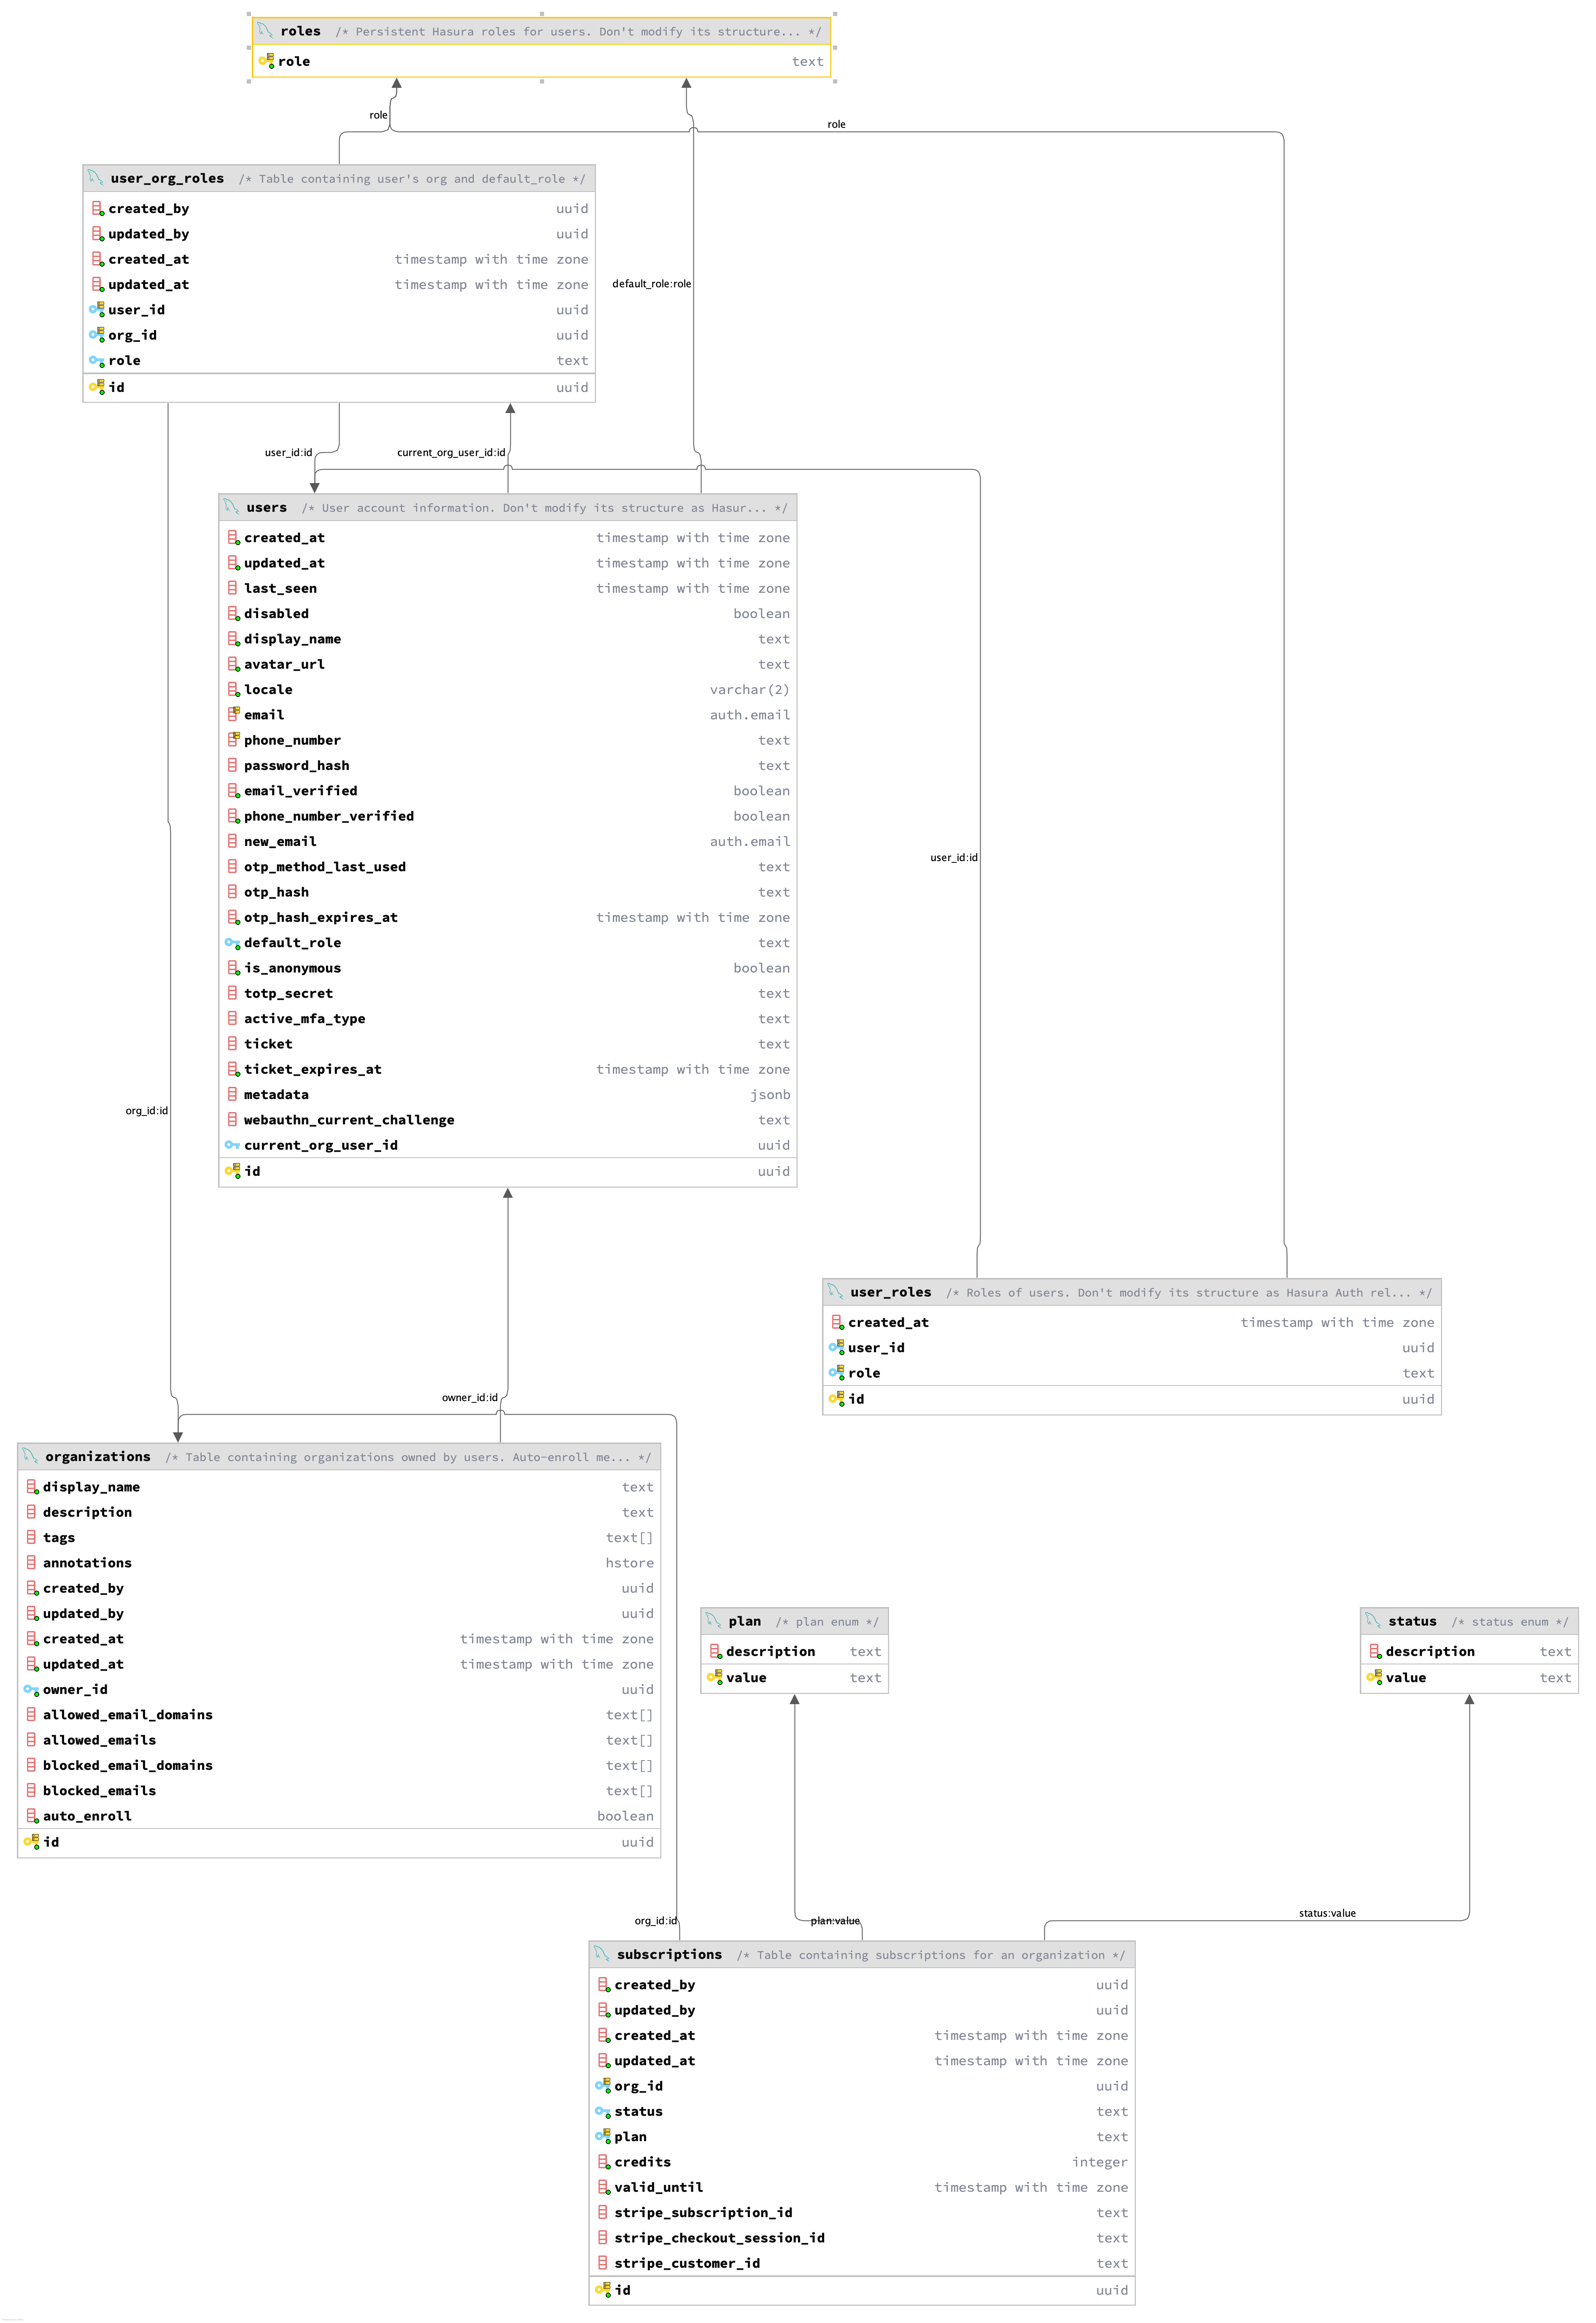 roles /* Persistent Hasura roles for users. Don't modify its structure... */
role text
role
role
user_org_roles /* Table containing user's org and default_role */
created_by uuid
updated_by uuid
created_at timestamp with time zone
updated_at timestamp with time zone
user_id uuid
org_id uuid
role text
id uuid
default_role:role
user_id:id
current_org_user_id:id
users /* User account information. Don't modify its structure as Hasur... */
created_at timestamp with time zone
updated_at timestamp with time zone
last_seen timestamp with time zone
disabled boolean
display_name text
avatar_url text
locale varchar(2)
email auth.email
phone_number text
password_hash text
email_verified boolean
phone_number_verified boolean
new_email auth.email
otp_method_last_used text
otp_hash text
otp_hash_expires_at timestamp with time zone
default_role text
is_anonymous boolean
totp_secret text
active_mfa_type text
ticket text
ticket_expires_at timestamp with time zone
metadata jsonb
webauthn_current_challenge text
current_org_user_id uuid
id uuid
user_id:id
org_id:id
user_roles /* Roles of users. Don't modify its structure as Hasura Auth rel... */
created_at timestamp with time zone
user_id uuid
role text
id uuid
owner_id:id
organizations /* Table containing organizations owned by users. Auto-enroll me... */
display_name text
description text
tags text[]
annotations hstore
created_by uuid
updated_by uuid
created_at timestamp with time zone
updated_at timestamp with time zone
owner_id uuid
allowed_email_domains text[]
allowed_emails text[]
blocked_email_domains text[]
blocked_emails text[]
auto_enroll boolean
id uuid
plan /* plan enum */
description text
value text
status /* status enum */
description text
value text
org_id:id
plan:value
status:value
subscriptions /* Table containing subscriptions for an organization */
created_by uuid
updated_by uuid
created_at timestamp with time zone
updated_at timestamp with time zone
org_id uuid
status text
plan text
credits integer
valid_until timestamp with time zone
stripe_subscription_id text
stripe_checkout_session_id text
stripe_customer_id text
id uuid